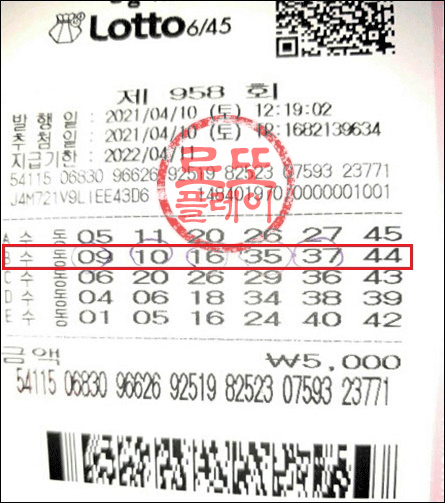 Lotto 6/45
제 958 회
발 행 일 : 2021/04/10 (토) 12:19:02
추 첨 일 : 2021/04/10 (토) TR:1682139634
지급기한 : 2022/04/11
54115 06830 96626 92519 82523 07593 23771
148401970 0000001001
로또
플레이
A 수 동 05 11 20 26 27 45
B 수 동 09 10 16 35 37 44
C 수 동 06 20 26 29 36 43
D 수 동 04 06 18 34 38 39
E 수 동 01 05 16 24 40 42
금 액 ₩5,000
54115 06830 96626 92519 82523 07593 23771